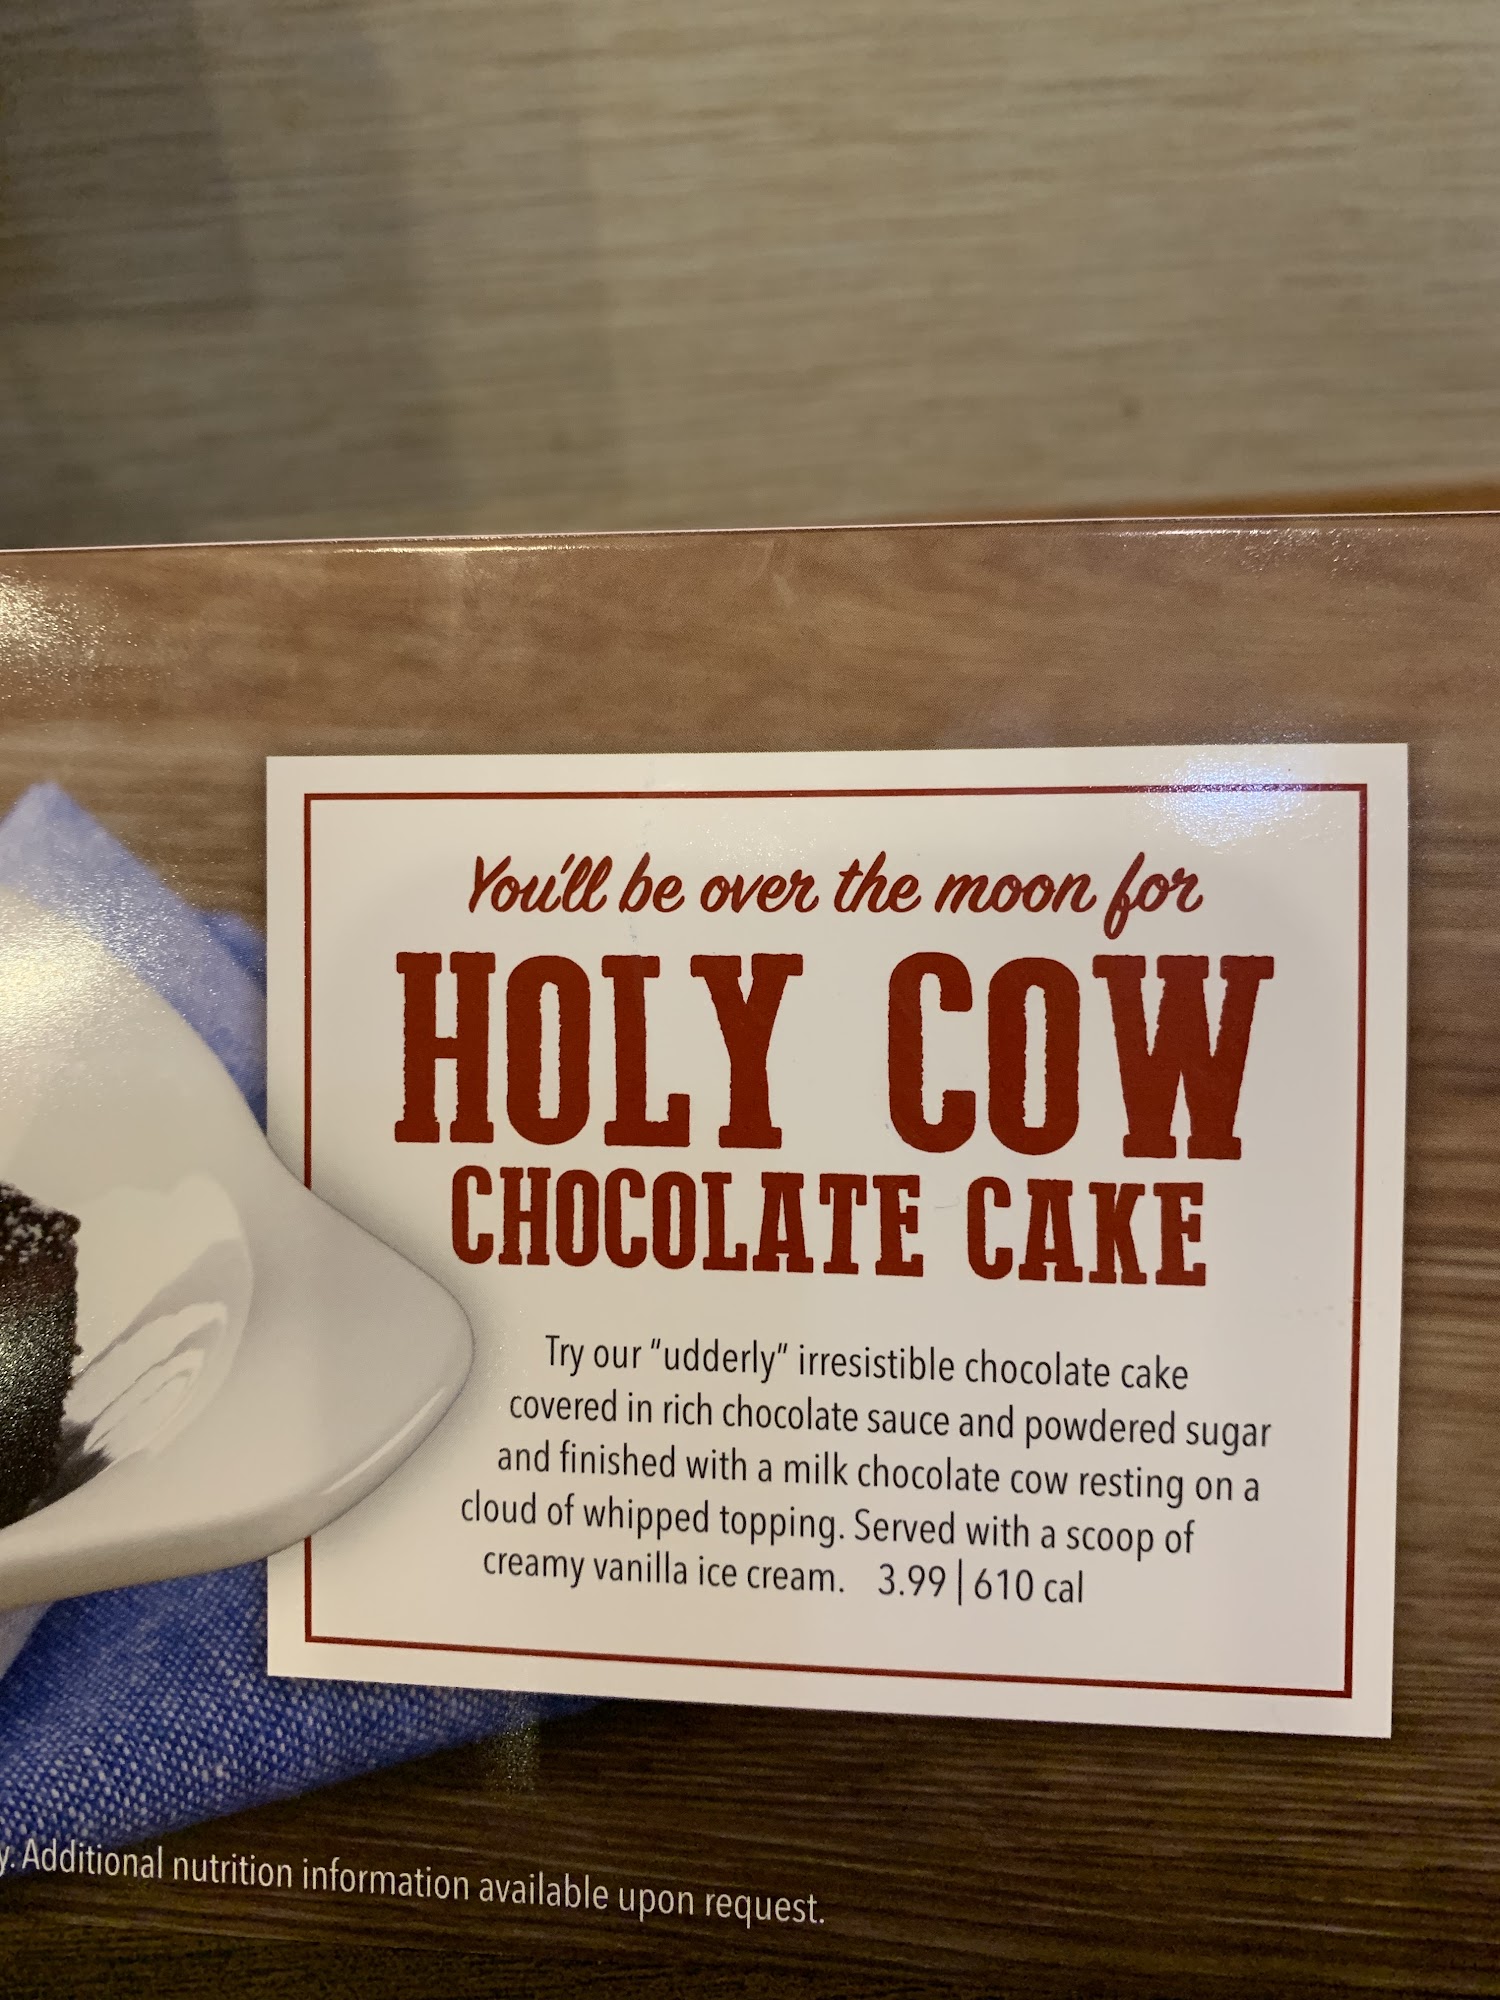 You'll be over the moon for
HOLY COW
CHOCOLATE CAKE
Try our "udderly" irresistible chocolate cake
covered in rich chocolate sauce and powdered sugar
and finished with a milk chocolate cow resting on a
cloud of whipped topping. Served with a scoop of
creamy vanilla ice cream. 3.99 | 610 cal
y. Additional nutrition information available upon request.